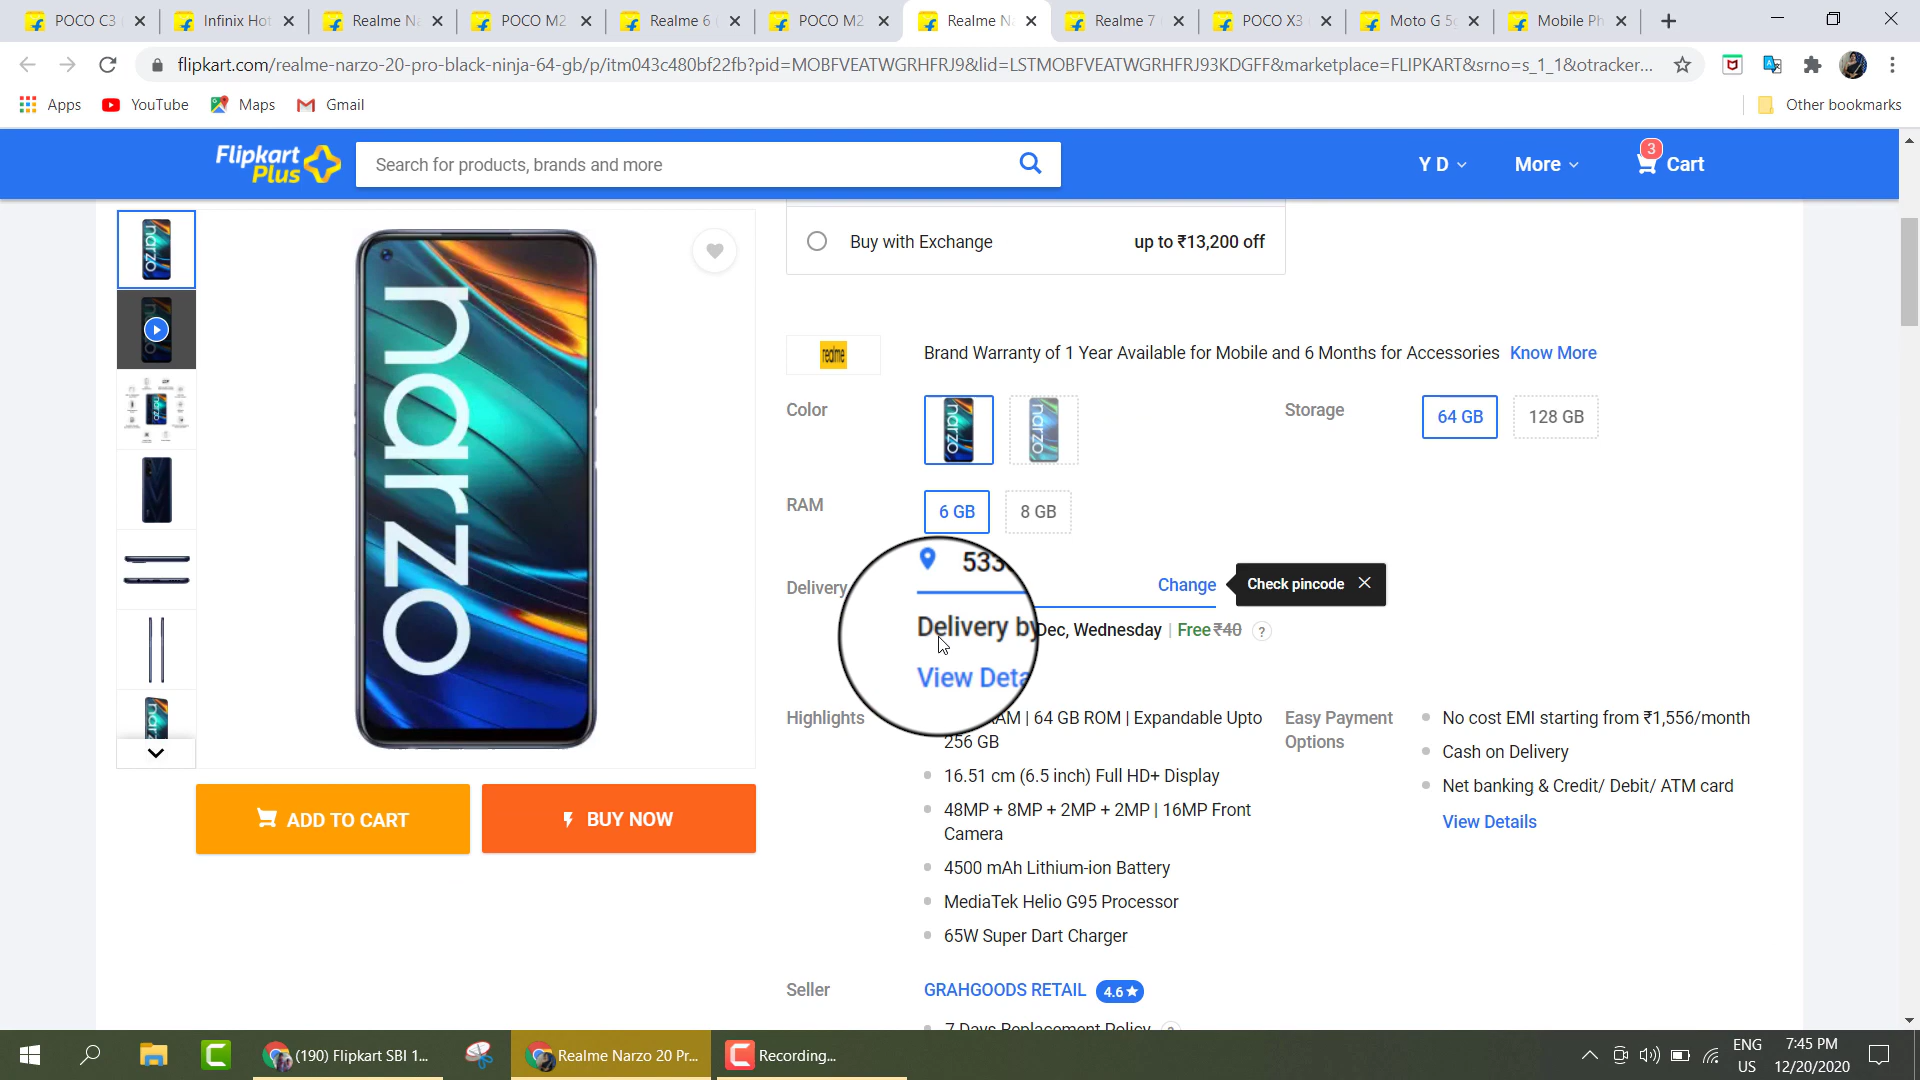 POCO C3
Infinix Hot
Realme Na
POCO M2
Realme 6
POCO M2
Realme Na
Realme 7
POCO X3
Moto G 5
Mobile Ph
flipkart.com/realme-narzo-20-pro-black-ninja-64-gb/p/itm043c480bf22fb?pid=MOBFVEATWGRHFRJ9&lid=LSTMOBFVEATWGRHFRJ93KDGFF&marketplace=FLIPKART&srno=s_1_1&otracker...
Apps YouTube Maps Gmail Other bookmarks
Flipkart Plus
Search for products, brands and more
Y D More 3 Cart
narzo
Buy with Exchange up to ₹13,200 off
realme
Brand Warranty of 1 Year Available for Mobile and 6 Months for Accessories Know More
Color
Storage 64 GB 128 GB
RAM 6 GB 8 GB
Delivery 533 Change Check pincode
Delivery by Dec, Wednesday | Free ₹40 ?
View Deta
Highlights
AM | 64 GB ROM | Expandable Upto
256 GB
16.51 cm (6.5 inch) Full HD+ Display
48MP + 8MP + 2MP + 2MP | 16MP Front
Camera
4500 mAh Lithium-ion Battery
MediaTek Helio G95 Processor
65W Super Dart Charger
Easy Payment
Options
No cost EMI starting from ₹1,556/month
Cash on Delivery
Net banking & Credit/ Debit/ ATM card
View Details
ADD TO CART
BUY NOW
Seller GRAHGOODS RETAIL 4.6★
7 Days Replacement Policy ?
(190) Flipkart SBI 1...
Realme Narzo 20 Pr...
Recording...
ENG
US
7:45 PM
12/20/2020